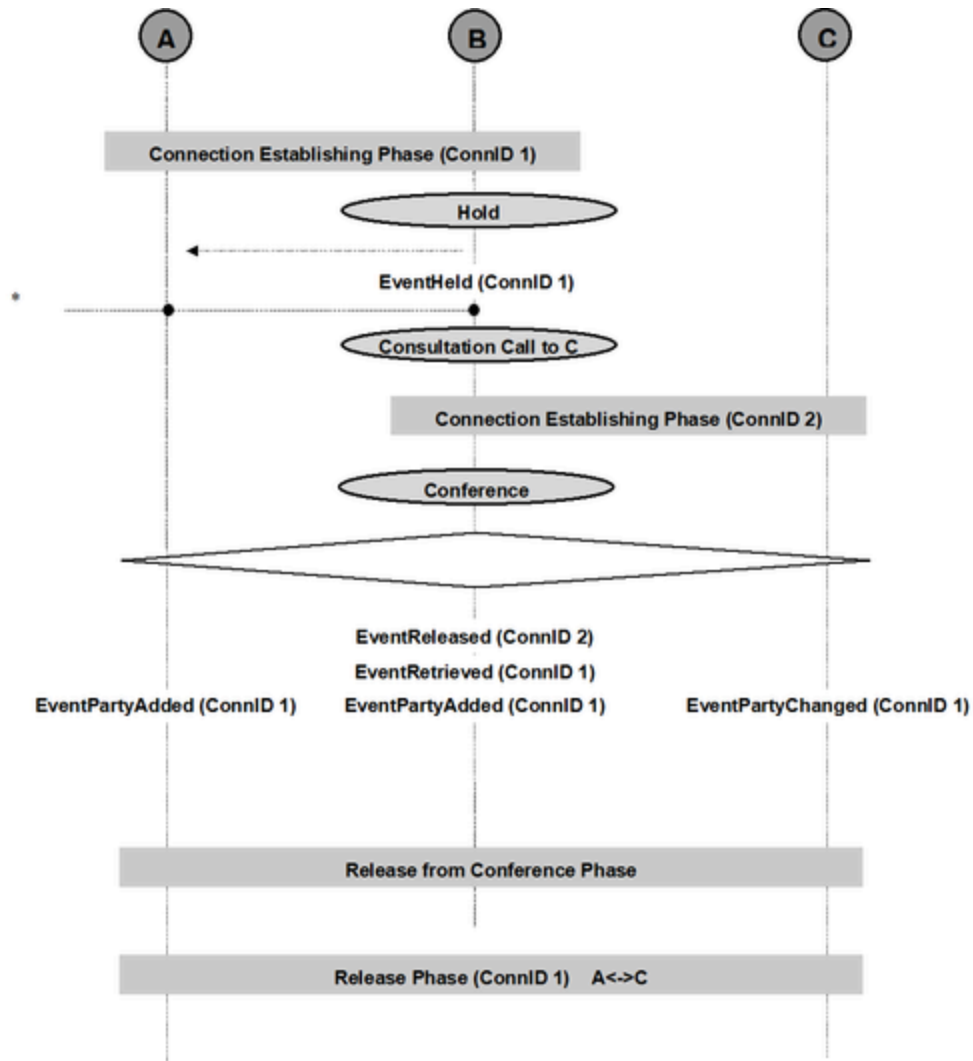 A
B
C
Connection Establishing Phase (ConnID 1)
Hold
EventHeld (ConnID 1)
*
Consultation Call to C
Connection Establishing Phase (ConnID 2)
Conference
EventReleased (ConnID 2)
EventRetrieved (ConnID 1)
EventPartyAdded (ConnID 1)
EventPartyAdded (ConnID 1)
EventPartyChanged (ConnID 1)
Release from Conference Phase
Release Phase (ConnID 1) A<->C